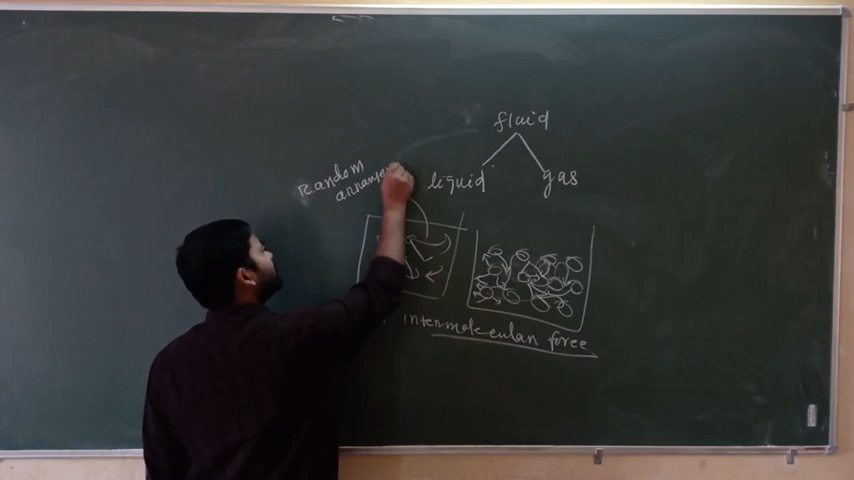 fluid
liquid gas
Random
intermolecular force